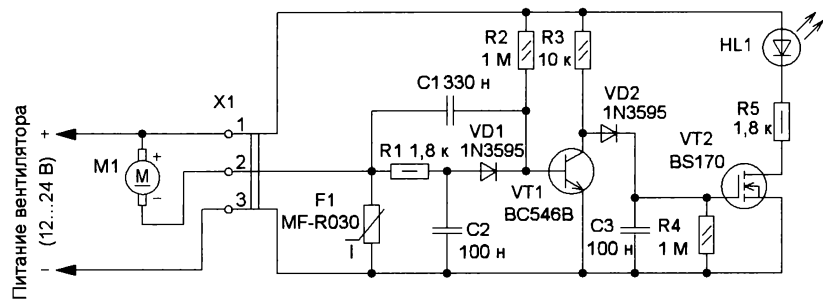 Питание вентилятора
(12...24 В)
+
−
M1
M
+
−
X1
1
2
3
F1
MF-R030
I
R1 1,8 к
C1 330 н
C2
100 н
VD1
1N3595
R2
1 М
R3
10 к
VT1
BC546B
VD2
1N3595
C3
100 н
R4
1 М
VT2
BS170
HL1
R5
1,8 к